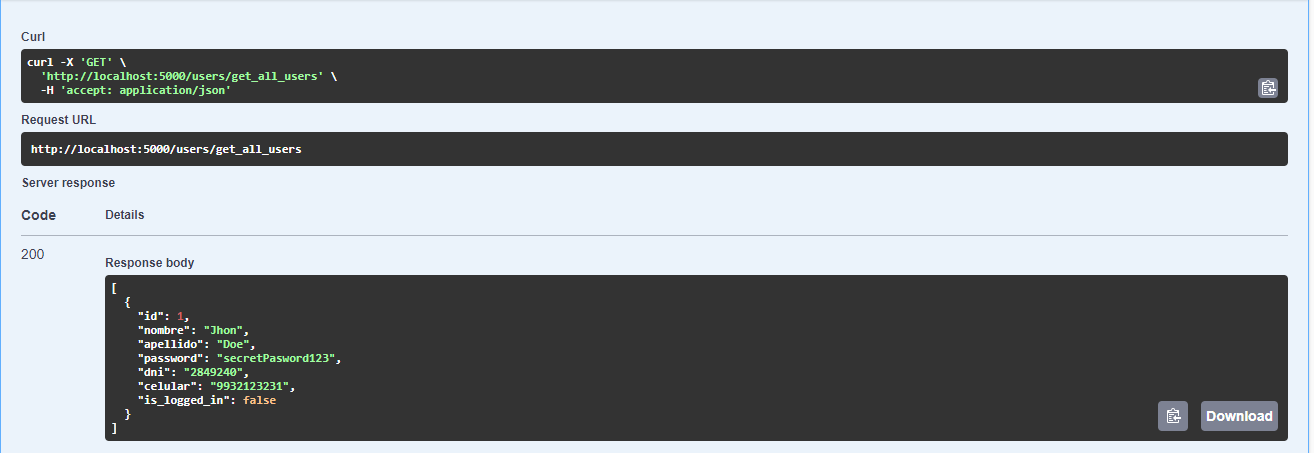 Curl
curl -X 'GET' \
  'http://localhost:5000/users/get_all_users' \
  -H 'accept: application/json'
Request URL
http://localhost:5000/users/get_all_users
Server response
Code Details
200
Response body
[
  {
    "id": 1,
    "nombre": "Jhon",
    "apellido": "Doe",
    "password": "secretPasword123",
    "dni": "2849240",
    "celular": "9932123231",
    "is_logged_in": false
  }
]
Download